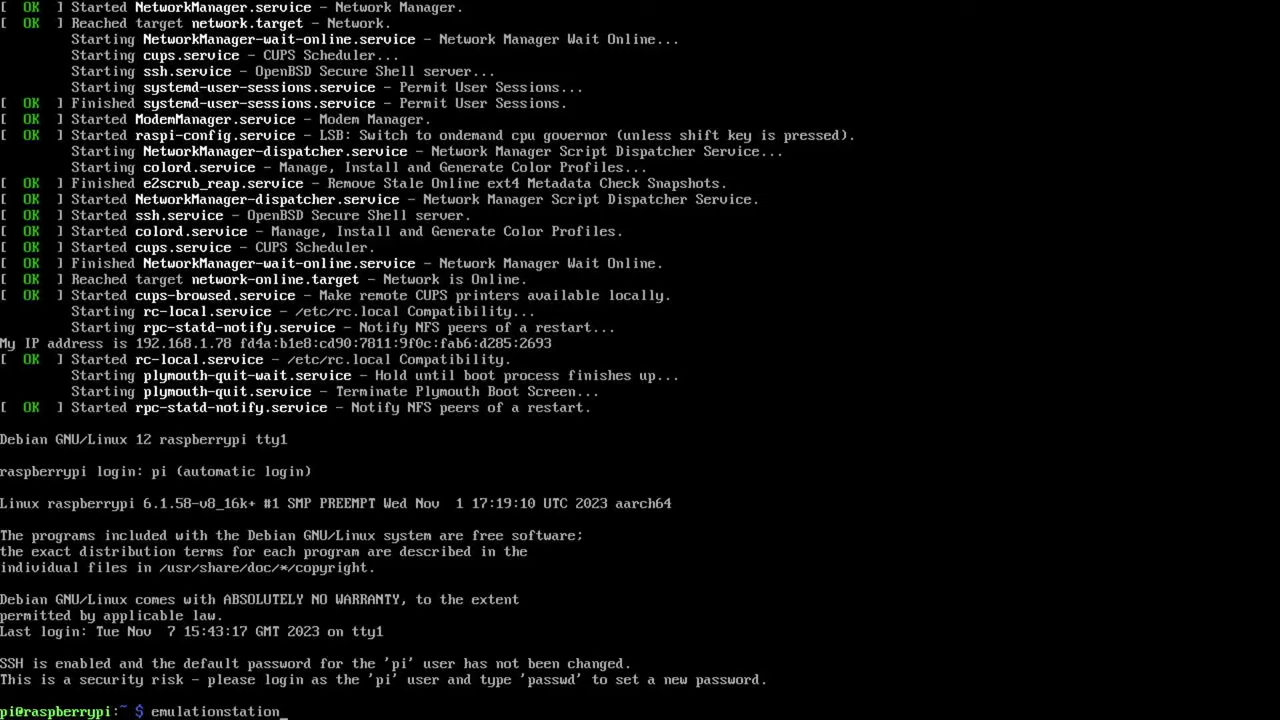 [  OK  ] Started NetworkManager.service - Network Manager.
[  OK  ] Reached target network.target - Network.
         Starting NetworkManager-wait-online.service - Network Manager Wait Online...
         Starting cups.service - CUPS Scheduler...
         Starting ssh.service - OpenBSD Secure Shell server...
         Starting systemd-user-sessions.service - Permit User Sessions...
[  OK  ] Finished systemd-user-sessions.service - Permit User Sessions.
[  OK  ] Started ModemManager.service - Modem Manager.
[  OK  ] Started raspi-config.service - LSB: Switch to ondemand cpu governor (unless shift key is pressed).
         Starting NetworkManager-dispatcher.service - Network Manager Script Dispatcher Service...
         Starting colord.service - Manage, Install and Generate Color Profiles...
[  OK  ] Finished e2scrub_reap.service - Remove Stale Online ext4 Metadata Check Snapshots.
[  OK  ] Started NetworkManager-dispatcher.service - Network Manager Script Dispatcher Service.
[  OK  ] Started ssh.service - OpenBSD Secure Shell server.
[  OK  ] Started colord.service - Manage, Install and Generate Color Profiles.
[  OK  ] Started cups.service - CUPS Scheduler.
[  OK  ] Finished NetworkManager-wait-online.service - Network Manager Wait Online.
[  OK  ] Reached target network-online.target - Network is Online.
[  OK  ] Started cups-browsed.service - Make remote CUPS printers available locally.
         Starting rc-local.service - /etc/rc.local Compatibility...
         Starting rpc-statd-notify.service - Notify NFS peers of a restart...
My IP address is 192.168.1.78 fd4a:b1e8:cd90:7811:9f0c:fab6:d285:2693
[  OK  ] Started rc-local.service - /etc/rc.local Compatibility.
         Starting plymouth-quit-wait.service - Hold until boot process finishes up...
         Starting plymouth-quit.service - Terminate Plymouth Boot Screen...
[  OK  ] Started rpc-statd-notify.service - Notify NFS peers of a restart.
Debian GNU/Linux 12 raspberrypi tty1
raspberrypi login: pi (automatic login)
Linux raspberrypi 6.1.58-v8_16k+ #1 SMP PREEMPT Wed Nov  1 17:19:10 UTC 2023 aarch64
The programs included with the Debian GNU/Linux system are free software;
the exact distribution terms for each program are described in the
individual files in /usr/share/doc/*/copyright.
Debian GNU/Linux comes with ABSOLUTELY NO WARRANTY, to the extent
permitted by applicable law.
Last login: Tue Nov  7 15:43:17 GMT 2023 on tty1
SSH is enabled and the default password for the 'pi' user has not been changed.
This is a security risk - please login as the 'pi' user and type 'passwd' to set a new password.
pi@raspberrypi:~ $ emulationstation_